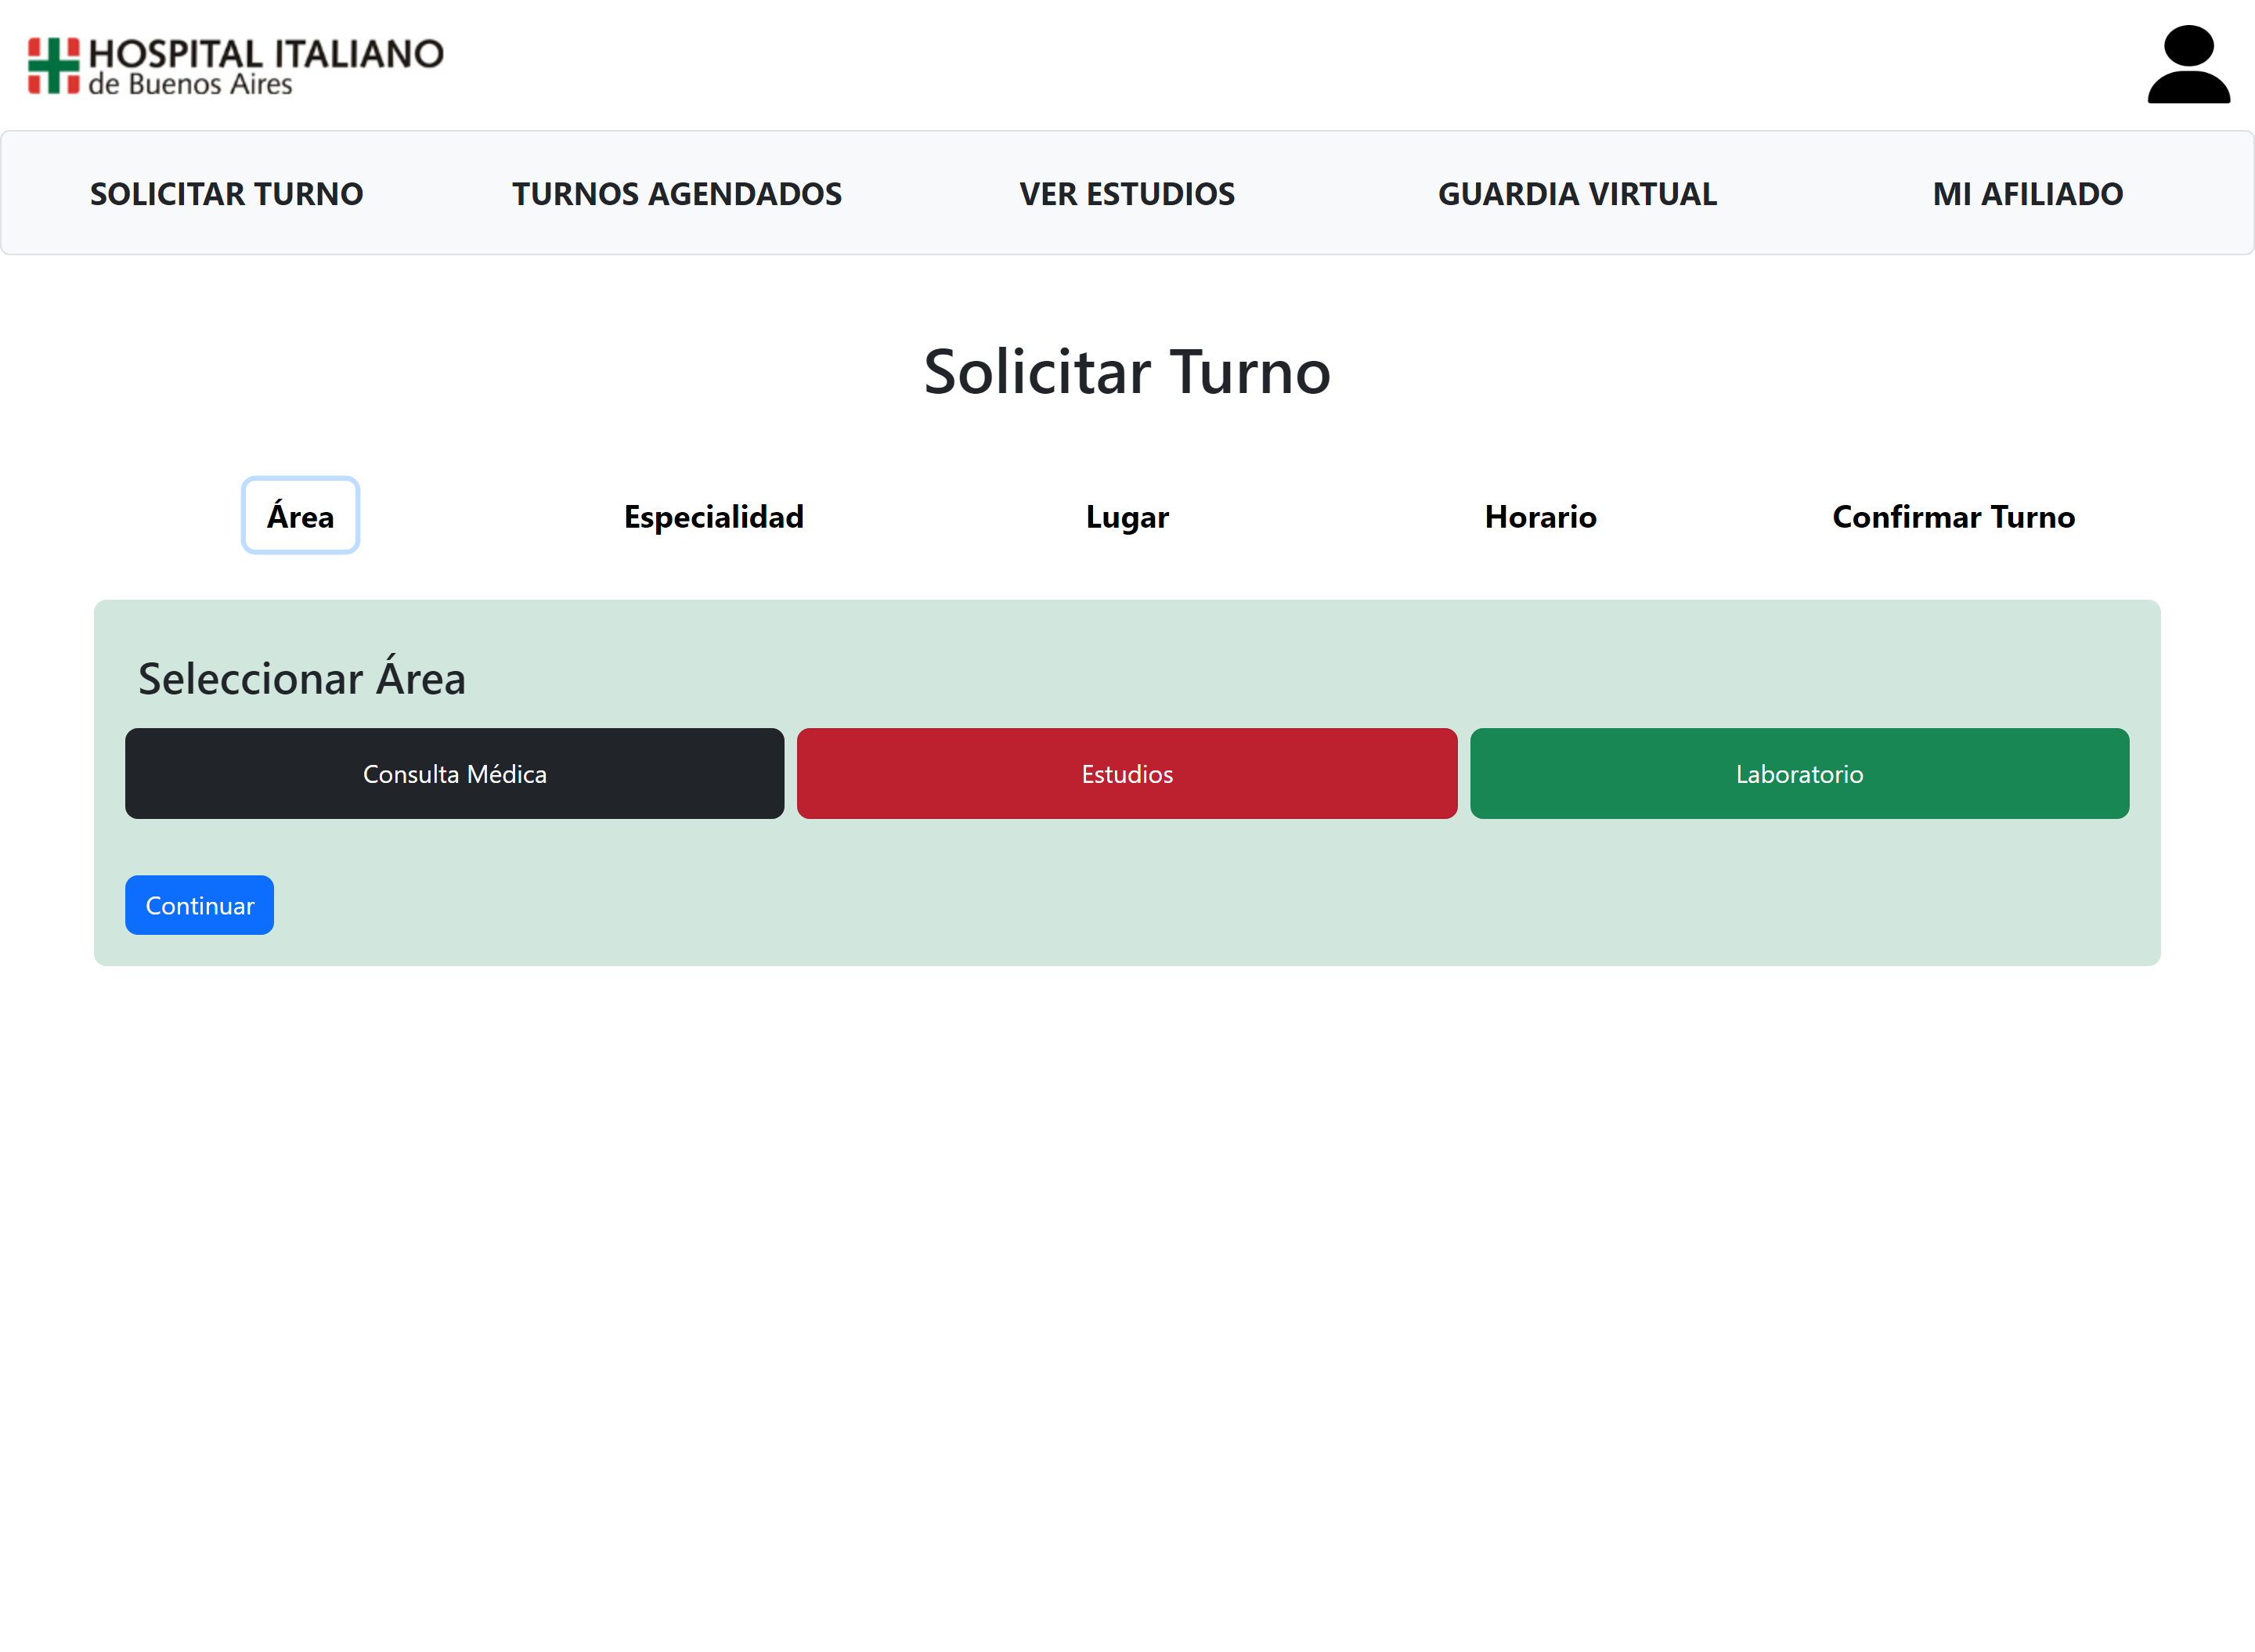 HOSPITAL ITALIANO
de Buenos Aires
SOLICITAR TURNO TURNOS AGENDADOS VER ESTUDIOS GUARDIA VIRTUAL MI AFILIADO
Solicitar Turno
Área Especialidad Lugar Horario Confirmar Turno
Seleccionar Área
Consulta Médica Estudios Laboratorio
Continuar